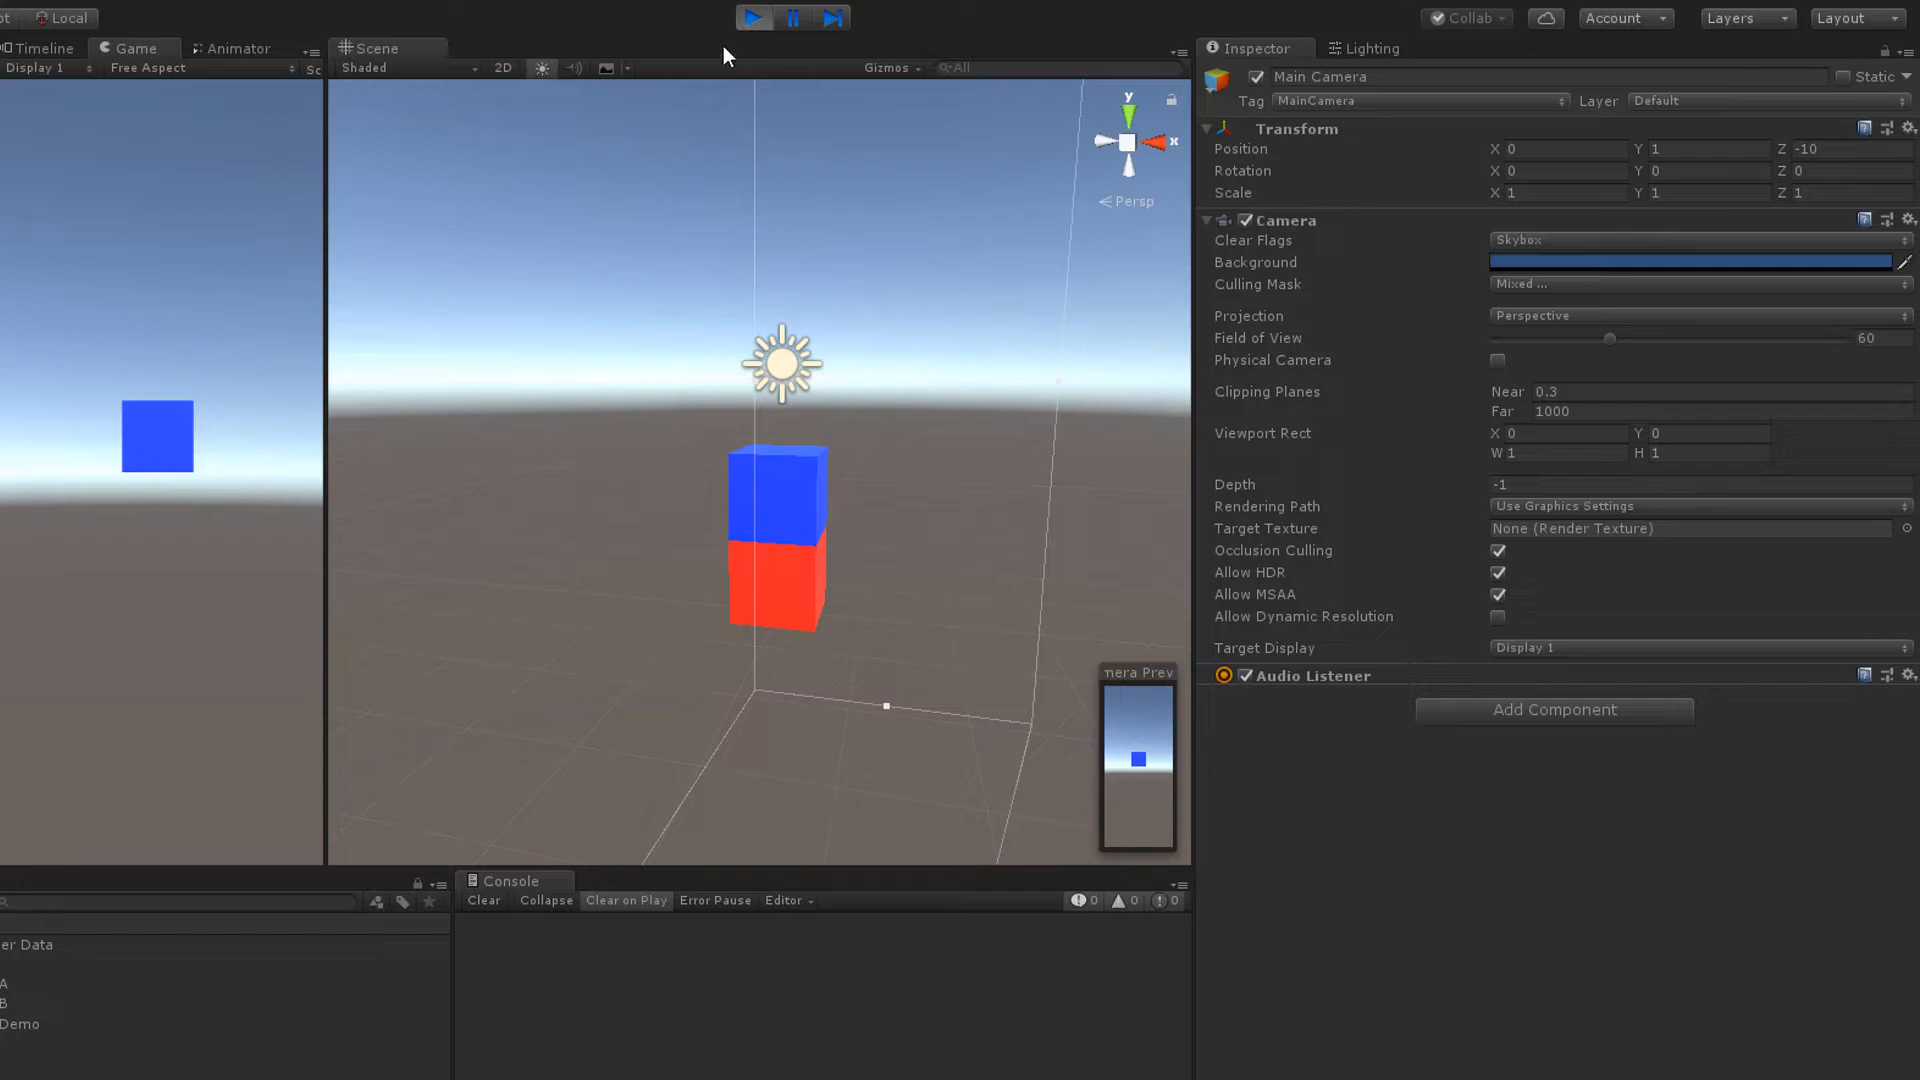 ot Local Collab Account Layers Layout
Timeline Game Animator Scene Inspector Lighting
Display 1 Free Aspect Sc Shaded 2D Gizmos All
Main Camera Static
Tag MainCamera Layer Default
y
x
Persp
Transform
Position X 0 Y 1 Z -10
Rotation X 0 Y 0 Z 0
Scale X 1 Y 1 Z 1
Camera
Clear Flags Skybox
Background
Culling Mask Mixed ...
Projection Perspective
Field of View 60
Physical Camera
Clipping Planes Near 0.3
Far 1000
Viewport Rect X 0 Y 0
W 1 H 1
Depth -1
Rendering Path Use Graphics Settings
Target Texture None (Render Texture)
Occlusion Culling
Allow HDR
Allow MSAA
Allow Dynamic Resolution
Target Display Display 1
Audio Listener
Add Component
mera Prev
Console
Clear Collapse Clear on Play Error Pause Editor 0 0 0
er Data
A
B
Demo